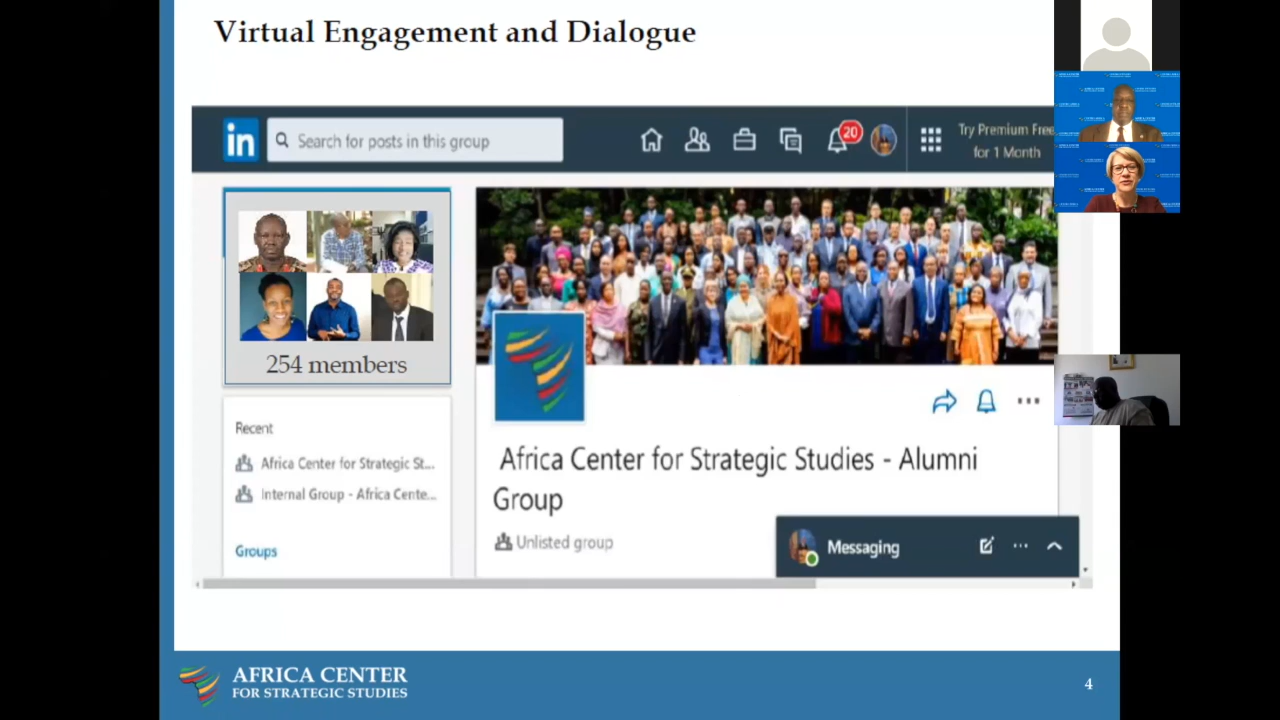 Virtual Engagement and Dialogue
in
Search for posts in this group
20
Try Premium Free
for 1 Month
254 members
Recent
Africa Center for Strategic St...
Internal Group - Africa Cente...
Groups
Africa Center for Strategic Studies - Alumni
Group
Unlisted group
Messaging
AFRICA CENTER
FOR STRATEGIC STUDIES
4